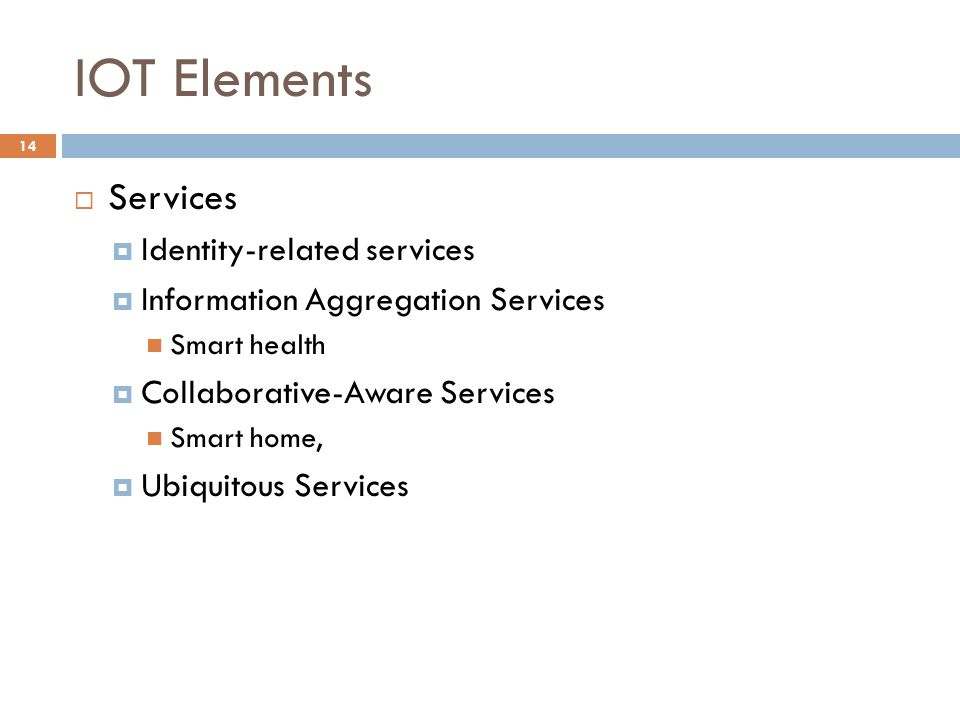 IOT Elements
14
Services
Identity-related services
Information Aggregation Services
Smart health
Collaborative-Aware Services
Smart home,
Ubiquitous Services